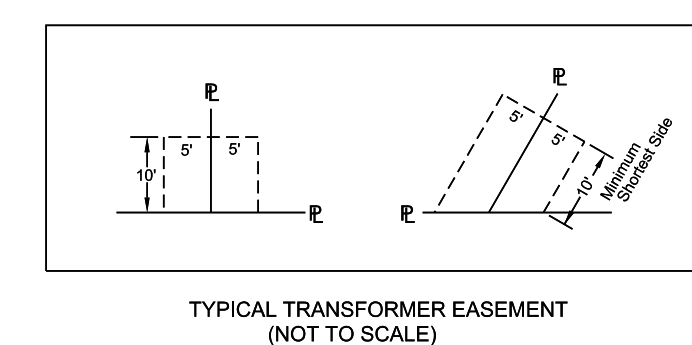 PL
5' 5'
10'
PL
PL
5'
5'
10'
Minimum
Shortest Side
PL
TYPICAL TRANSFORMER EASEMENT
(NOT TO SCALE)